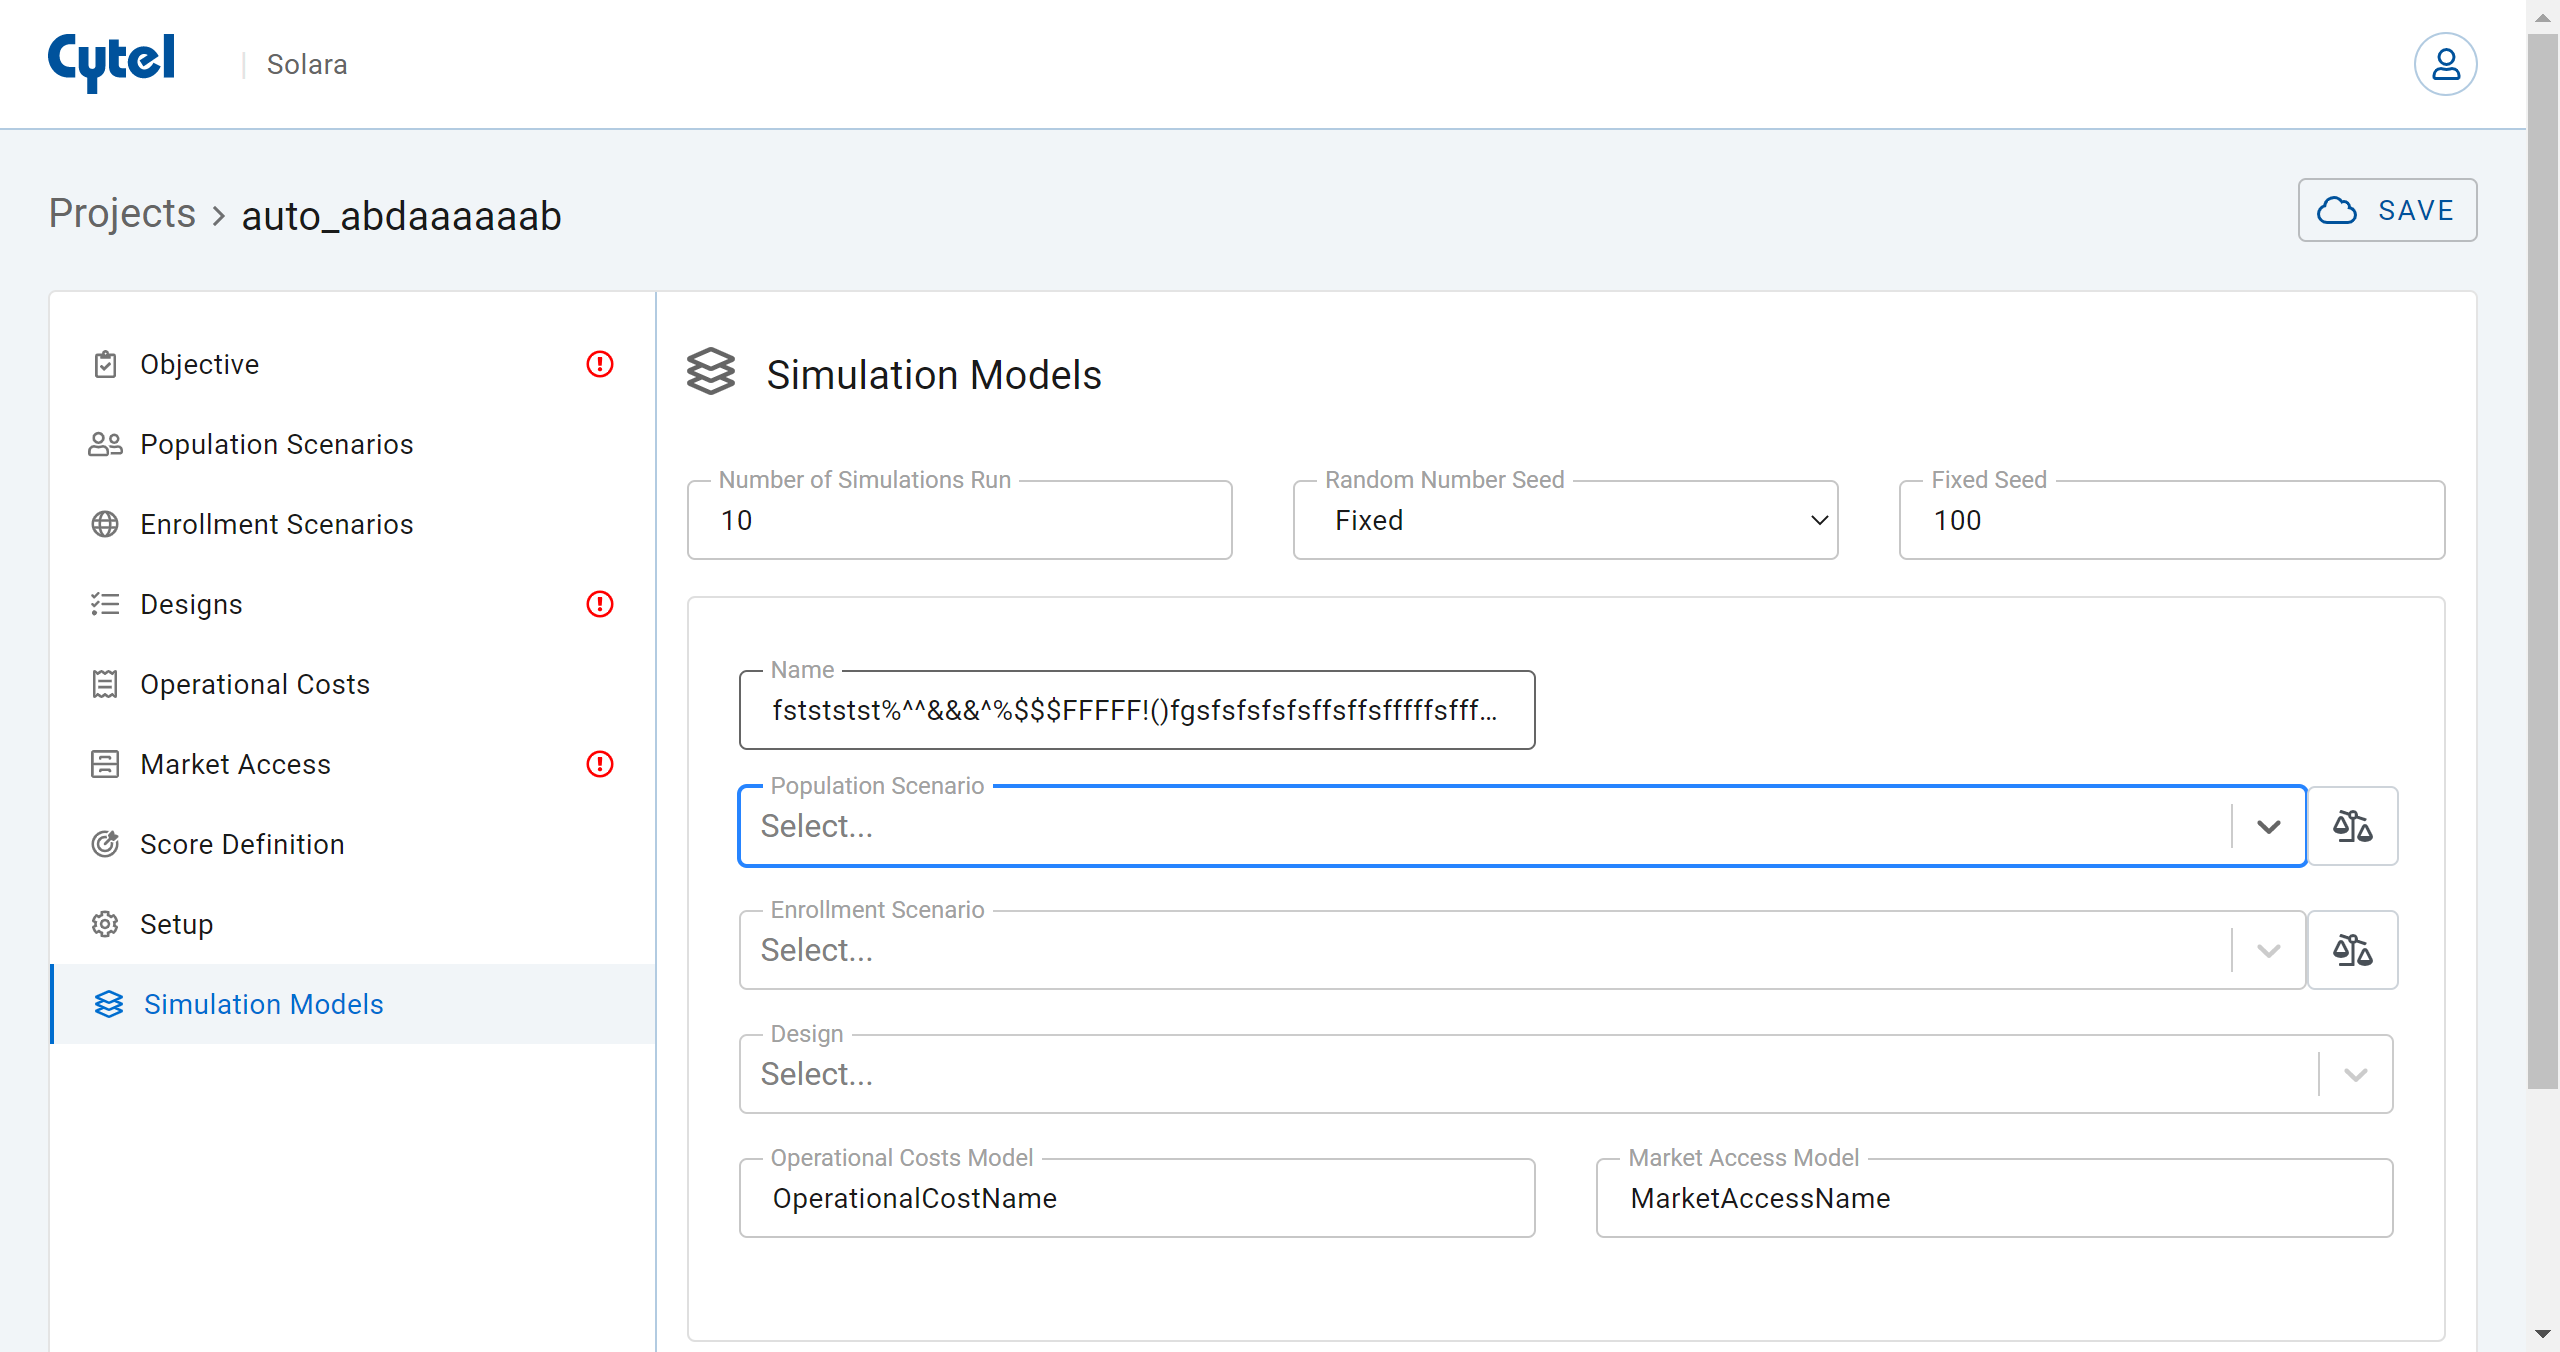 Cytel
Solara
Projects > auto_abdaaaaaab
SAVE
Objective
Population Scenarios
Enrollment Scenarios
Designs
Operational Costs
Market Access
Score Definition
Setup
Simulation Models
Simulation Models
Number of Simulations Run
10
Random Number Seed
Fixed
Fixed Seed
100
Name
fstststst%^^&&&^%$$$FFFFF!()fgsfsfsfsfsffsffsfffffsfff...
Population Scenario
Select...
Enrollment Scenario
Select...
Design
Select...
Operational Costs Model
OperationalCostName
Market Access Model
MarketAccessName